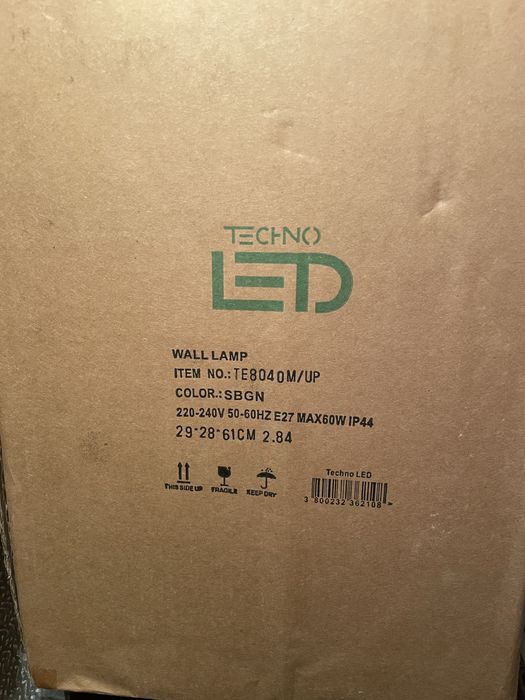 TECHNO
LED
WALL LAMP
ITEM NO.:TE8040M/UP
COLOR.:SBGN
220-240V 50-60HZ E27 MAX60W IP44
29*28*61CM 2.84
THIS SIDE UP FRAGILE KEEP DRY
Techno LED
3 800232 362108 >